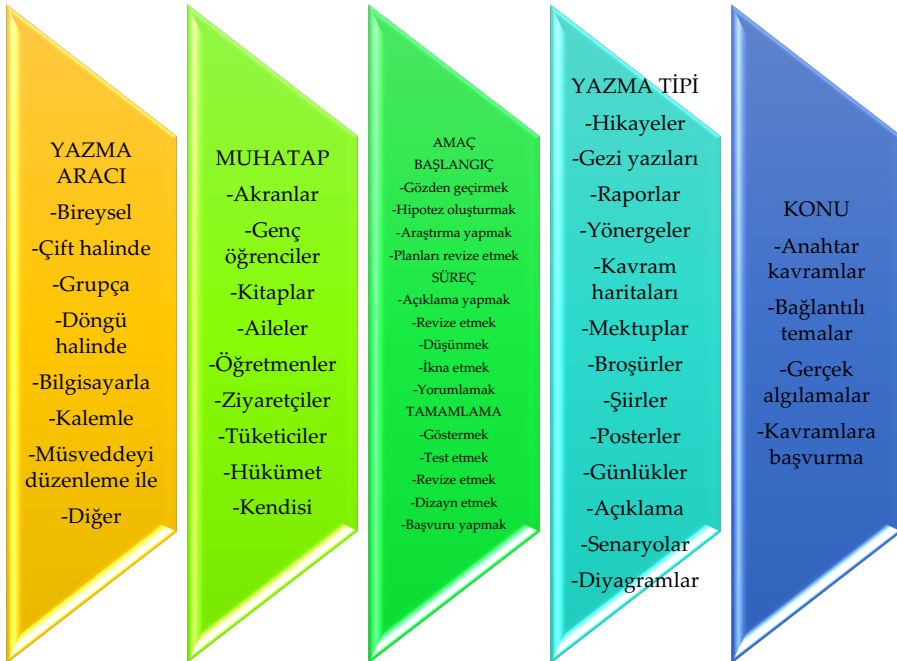 YAZMA
ARACI
-Bireysel
-Çift halinde
-Grupça
-Döngü
halinde
-Bilgisayarla
-Kalemle
-Müsveddeyi
düzenleme ile
-Diğer
MUHATAP
-Akranlar
-Genç
öğrenciler
-Kitaplar
-Aileler
-Öğretmenler
-Ziyaretçiler
-Tüketiciler
-Hükümet
-Kendisi
AMAÇ
BAŞLANGIÇ
-Gözden geçirmek
-Hipotez oluşturmak
-Araştırma yapmak
-Planları revize etmek
SÜREÇ
-Açıklama yapmak
-Revize etmek
-Düşünmek
-İkna etmek
-Yorumlamak
TAMAMLAMA
-Göstermek
-Test etmek
-Revize etmek
-Dizayn etmek
-Başvuru yapmak
YAZMA TİPİ
-Hikayeler
-Gezi yazıları
-Raporlar
-Yönergeler
-Kavram
haritaları
-Mektuplar
-Broşürler
-Şiirler
-Posterler
-Günlükler
-Açıklama
-Senaryolar
-Diyagramlar
KONU
-Anahtar
kavramlar
-Bağlantılı
temalar
-Gerçek
algılamalar
-Kavramlara
başvurma